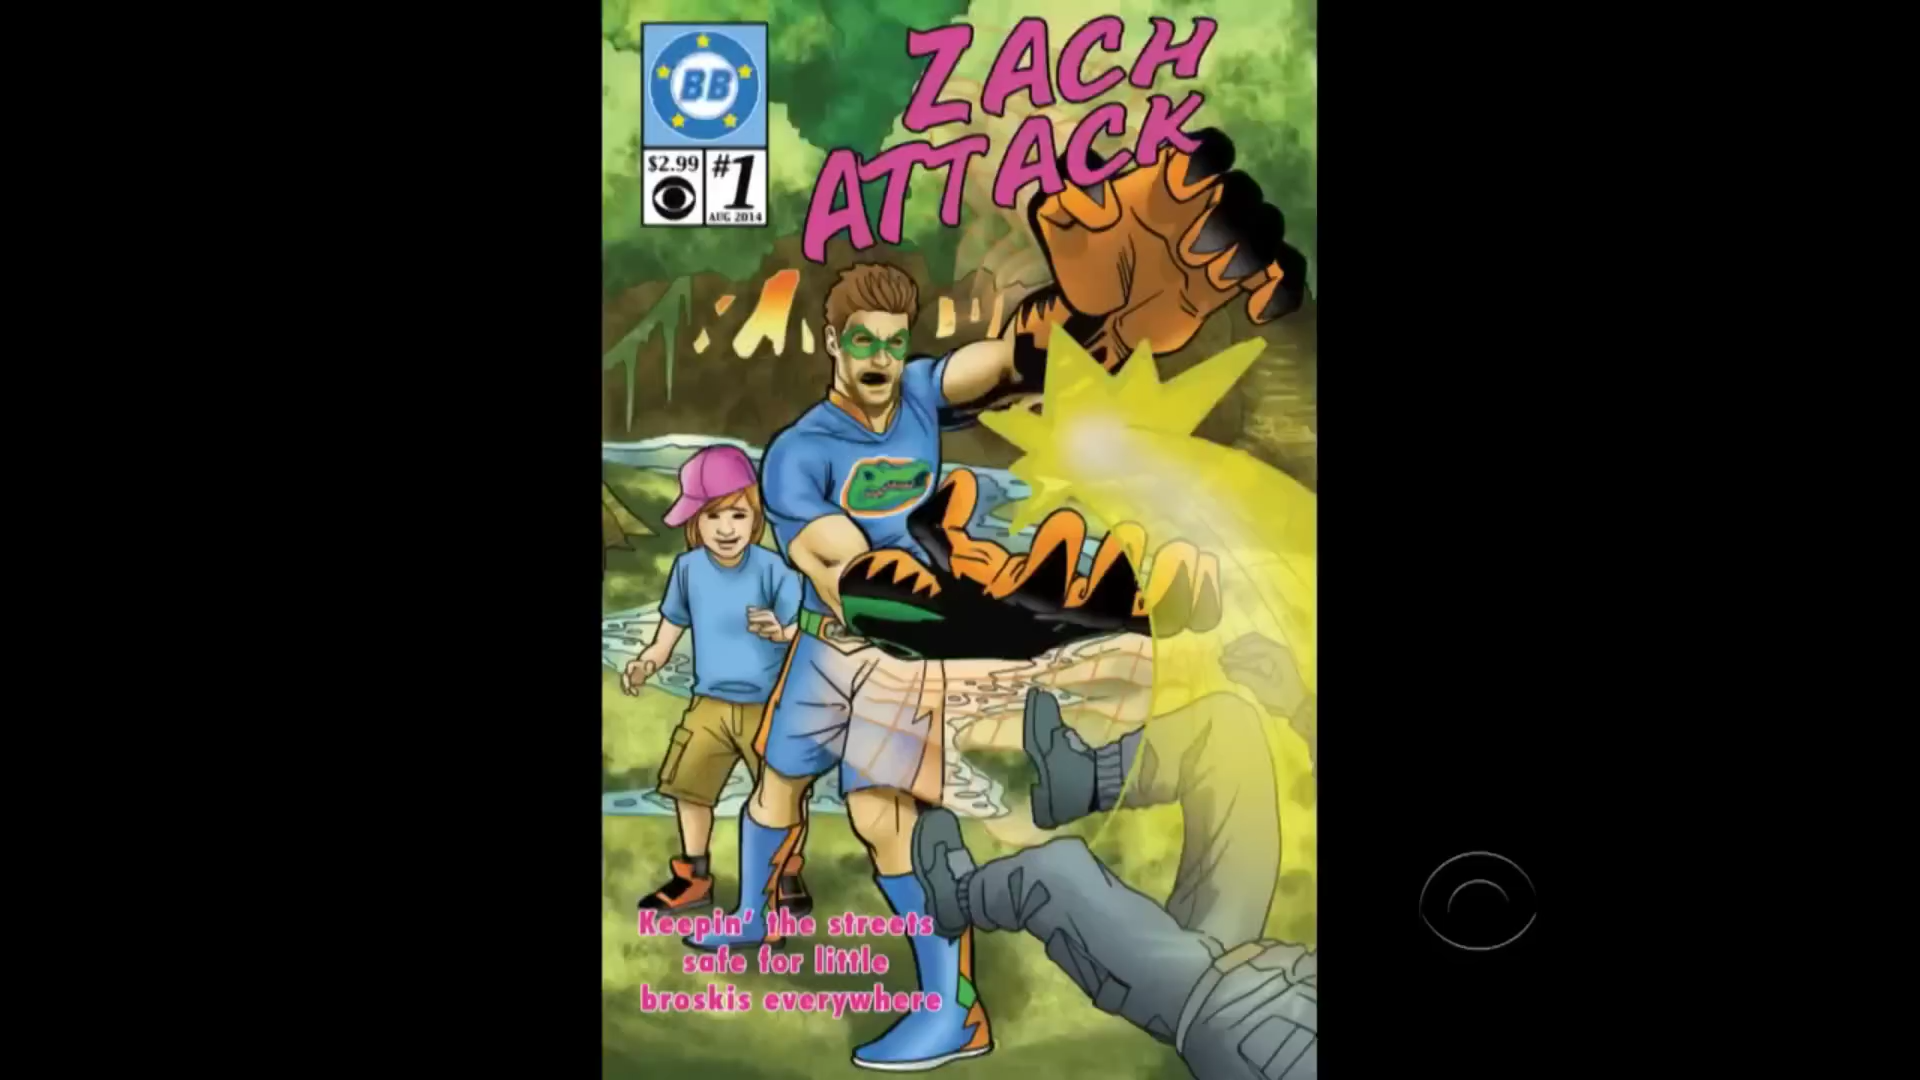 BB
$2.99
#1
AUG 2014
ZACH
ATTACK
Keepin' the streets
safe for little
broskis everywhere